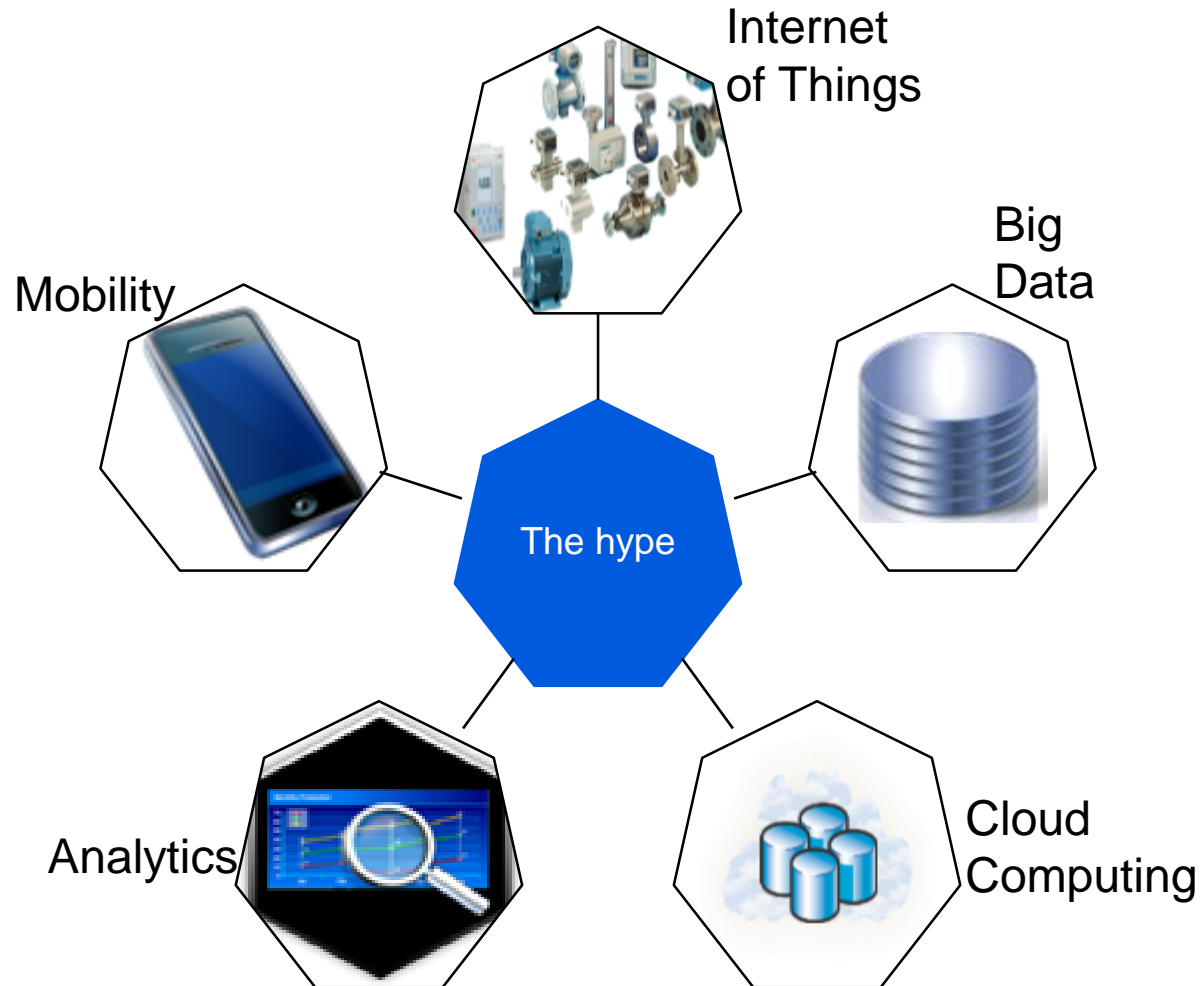 Internet
of Things
Big
Data
Mobility
The hype
Analytics
Cloud
Computing